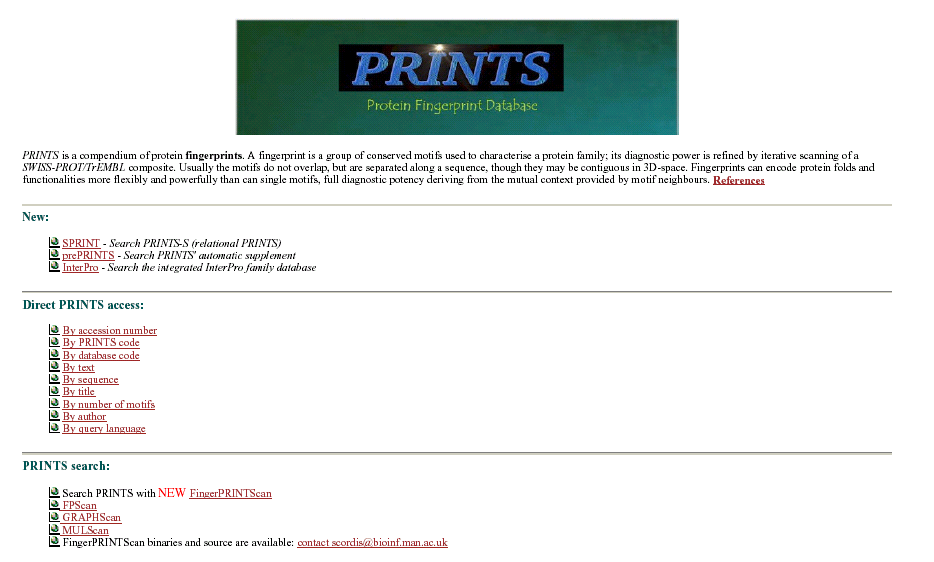 PRINTS
Protein Fingerprint Database
PRINTS is a compendium of protein fingerprints. A fingerprint is a group of conserved motifs used to characterise a protein family; its diagnostic power is refined by iterative scanning of a
SWISS-PROT/TrEMBL composite. Usually the motifs do not overlap, but are separated along a sequence, though they may be contiguous in 3D-space. Fingerprints can encode protein folds and
functionalities more flexibly and powerfully than can single motifs, full diagnostic potency deriving from the mutual context provided by motif neighbours. References
New:
SPRINT - Search PRINTS-S (relational PRINTS)
prePRINTS - Search PRINTS' automatic supplement
InterPro - Search the integrated InterPro family database
Direct PRINTS access:
By accession number
By PRINTS code
By database code
By text
By sequence
By title
By number of motifs
By author
By query language
PRINTS search:
Search PRINTS with NEW FingerPRINTScan
FPScan
GRAPHScan
MULScan
FingerPRINTScan binaries and source are available: contact scordis@bioinf.man.ac.uk